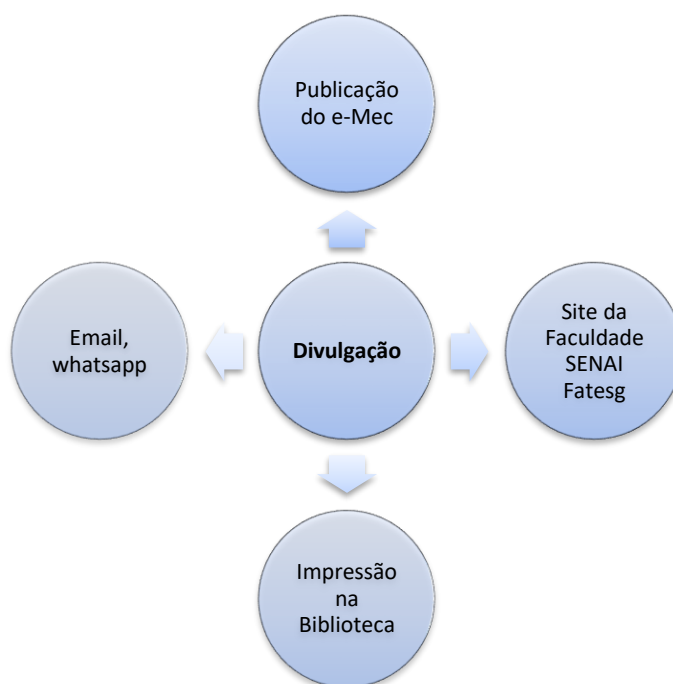 Publicação
do e-Mec
Email,
whatsapp
Divulgação
Site da
Faculdade
SENAI
Fatesg
Impressão
na
Biblioteca